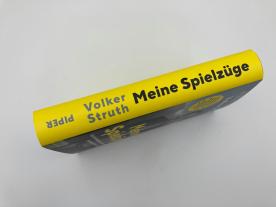 Volker
Struth
Meine Spielzüge
PIPER